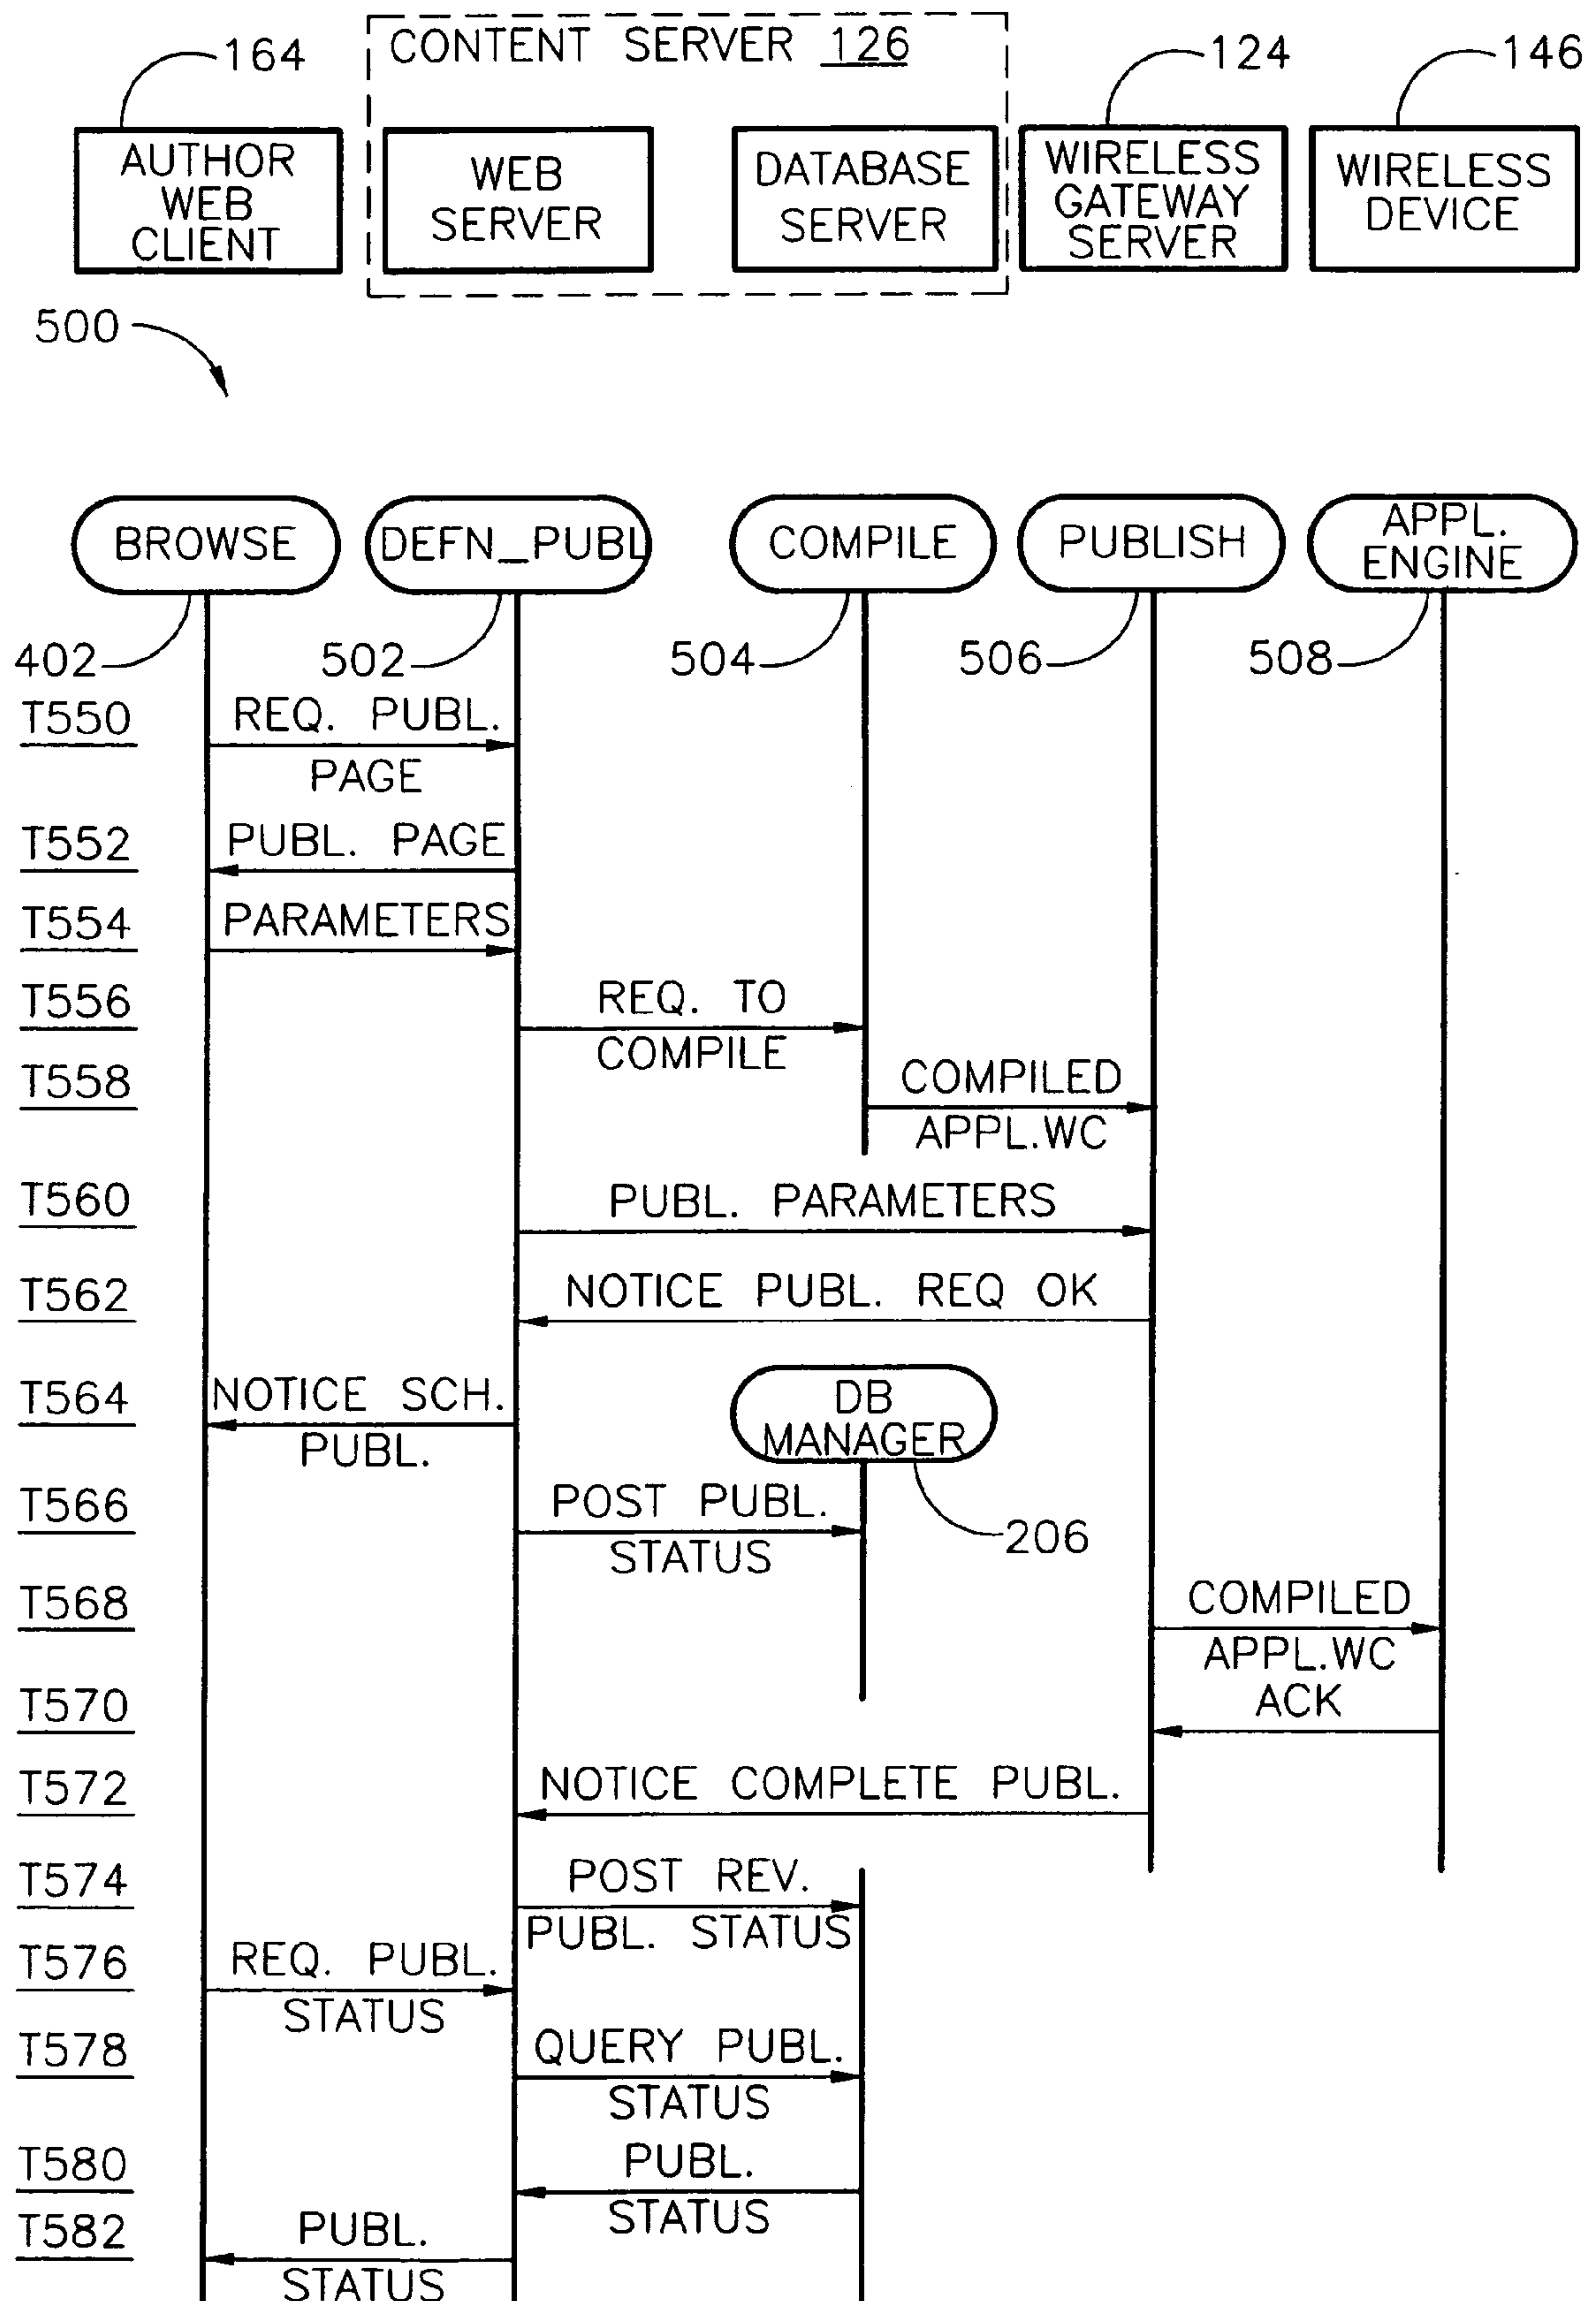 CONTENT SERVER 126
164
124
146
AUTHOR
WEB
CLIENT
WEB
SERVER
DATABASE
SERVER
WIRELESS
GATEWAY
SERVER
WIRELESS
DEVICE
500
BROWSE
DEFN_PUBL
COMPILE
PUBLISH
APPL.
ENGINE
402
502
504
506
508
T550
REQ. PUBL.
PAGE
T552
PUBL. PAGE
T554
PARAMETERS
T556
REQ. TO
COMPILE
T558
COMPILED
APPL.WC
T560
PUBL. PARAMETERS
T562
NOTICE PUBL. REQ OK
T564
NOTICE SCH.
PUBL.
DB
MANAGER
206
T566
POST PUBL.
STATUS
T568
COMPILED
APPL.WC
T570
ACK
T572
NOTICE COMPLETE PUBL.
T574
POST REV.
PUBL. STATUS
T576
REQ. PUBL.
STATUS
T578
QUERY PUBL.
STATUS
T580
PUBL.
STATUS
T582
PUBL.
STATUS